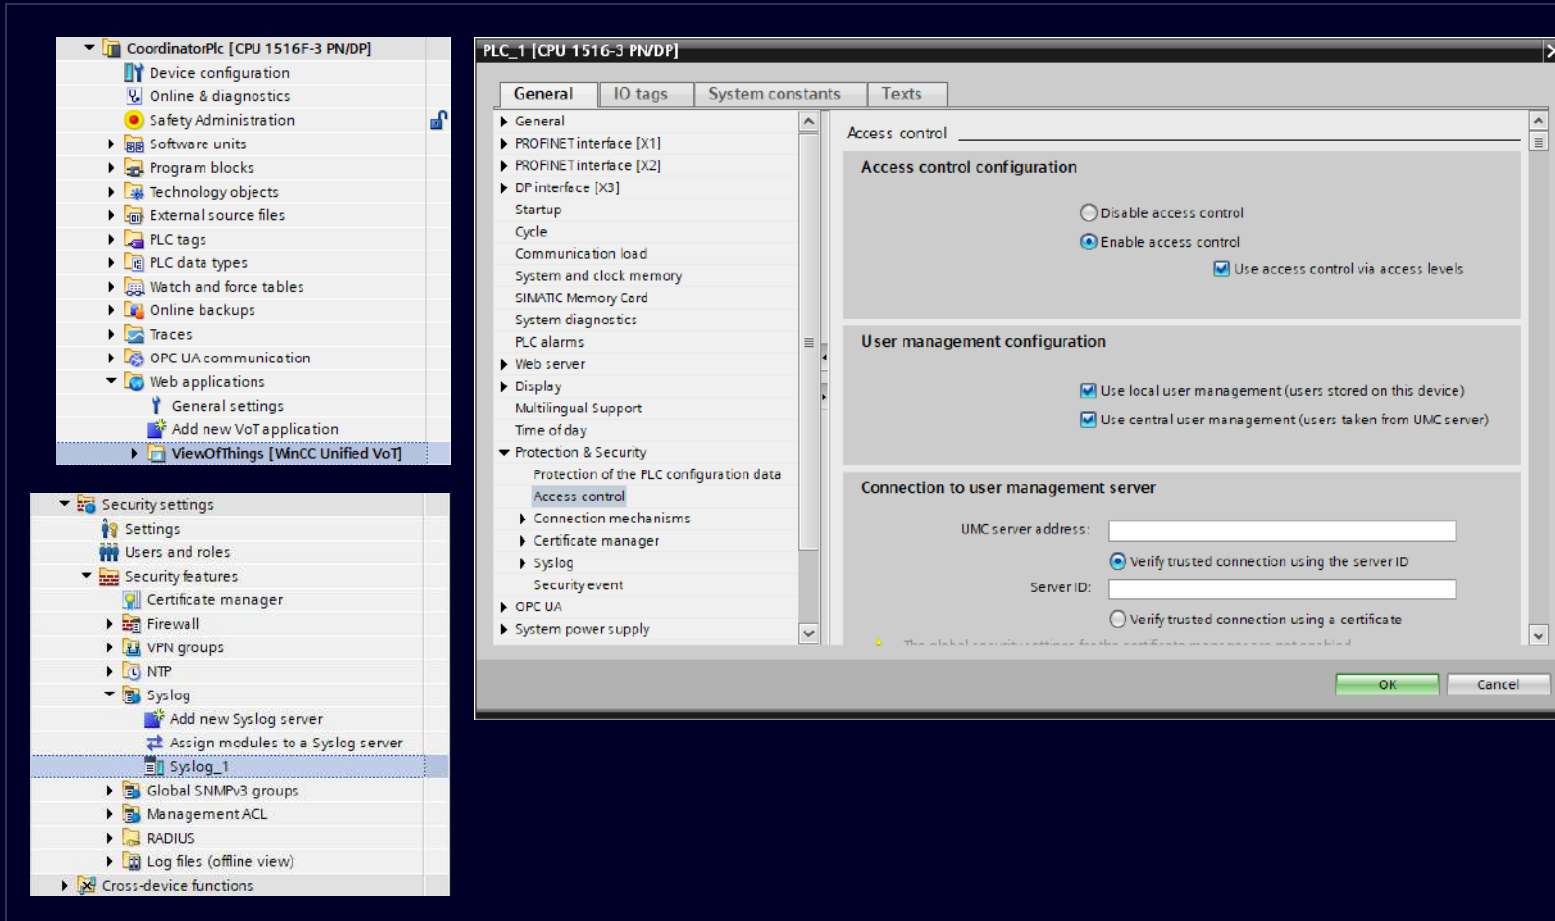 CoordinatorPlc [CPU 1516F-3 PN/DP]
Device configuration
Online & diagnostics
Safety Administration
Software units
Program blocks
Technology objects
External source files
PLC tags
PLC data types
Watch and force tables
Online backups
Traces
OPC UA communication
Web applications
General settings
Add new VoT application
ViewOfThings [WinCC Unified VoT]
Security settings
Settings
Users and roles
Security features
Certificate manager
Firewall
VPN groups
NTP
Syslog
Add new Syslog server
Assign modules to a Syslog server
Syslog_1
Global SNMPv3 groups
Management ACL
RADIUS
Log files (offline view)
Cross-device functions
PLC_1 [CPU 1516-3 PN/DP]
General IO tags System constants Texts
General
PROFINET interface [X1]
PROFINET interface [X2]
DP interface [X3]
Startup
Cycle
Communication load
System and clock memory
SIMATIC Memory Card
System diagnostics
PLC alarms
Web server
Display
Multilingual Support
Time of day
Protection & Security
Protection of the PLC configuration data
Access control
Connection mechanisms
Certificate manager
Syslog
Security event
OPC UA
System power supply
Access control
Access control configuration
Disable access control
Enable access control
Use access control via access levels
User management configuration
Use local user management (users stored on this device)
Use central user management (users taken from UMC server)
Connection to user management server
UMC server address:
Verify trusted connection using the server ID
Server ID:
Verify trusted connection using a certificate
The global security settings for the certificate manager are not enabled
OK Cancel